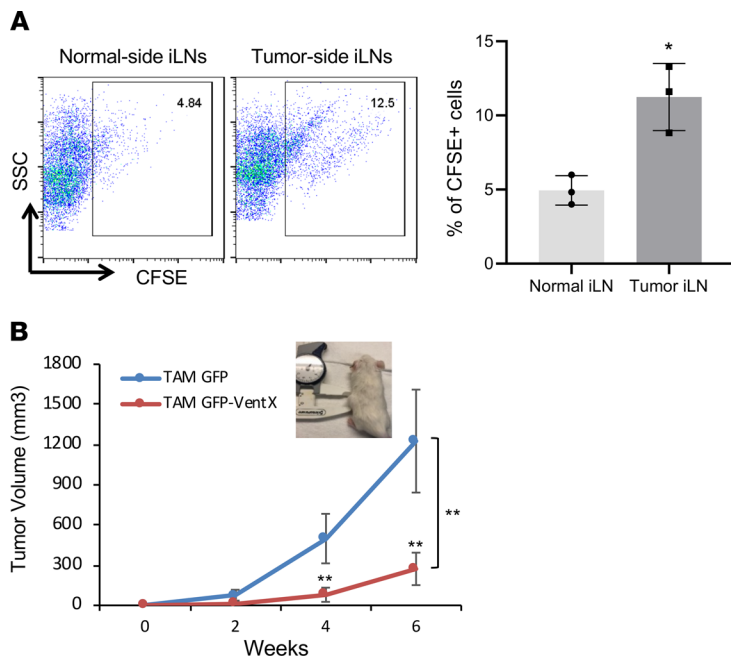 A
Normal-side iLNs
Tumor-side iLNs
4.84
12.5
SSC
CFSE
15
10
5
0
% of CFSE+ cells
*
Normal iLN
Tumor iLN
B
Tumor Volume (mm3)
1800
1500
1200
900
600
300
0
TAM GFP
TAM GFP-VentX
**
**
**
0
2
4
6
Weeks